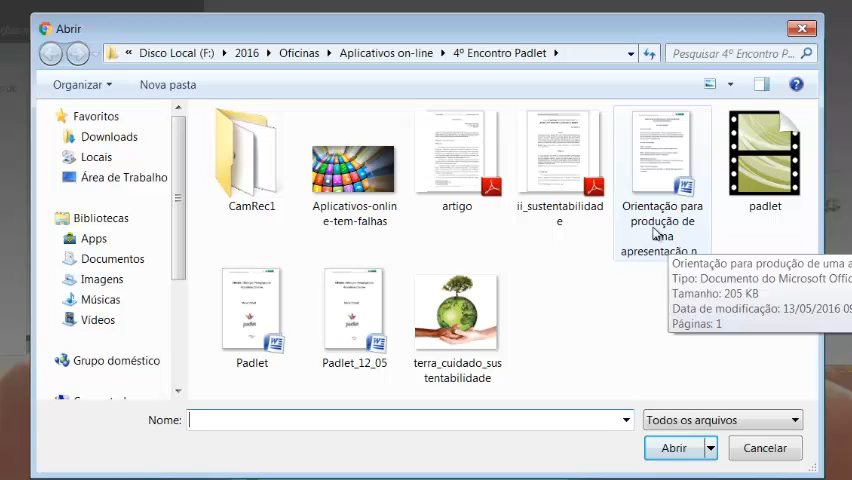 Abrir
« Disco Local (F:) ▸ 2016 ▸ Oficinas ▸ Aplicativos on-line ▸ 4º Encontro Padlet ▸
Pesquisar 4º Encontro P...
Organizar
Nova pasta
Favoritos
Downloads
Locais
Área de Trabalho
Bibliotecas
Apps
Documentos
Imagens
Músicas
Vídeos
Grupo doméstico
CamRec1
Aplicativos-onlin
e-tem-falhas
artigo
ii_sustentabilidad
e
Orientação para
produção de
uma
apresentação n
padlet
Padlet
Padlet_12_05
terra_cuidado_sus
tentabilidade
Orientação para produção de uma a
Tipo: Documento do Microsoft Offic
Tamanho: 205 KB
Data de modificação: 13/05/2016 09
Páginas: 1
Nome:
Todos os arquivos
Abrir
Cancelar